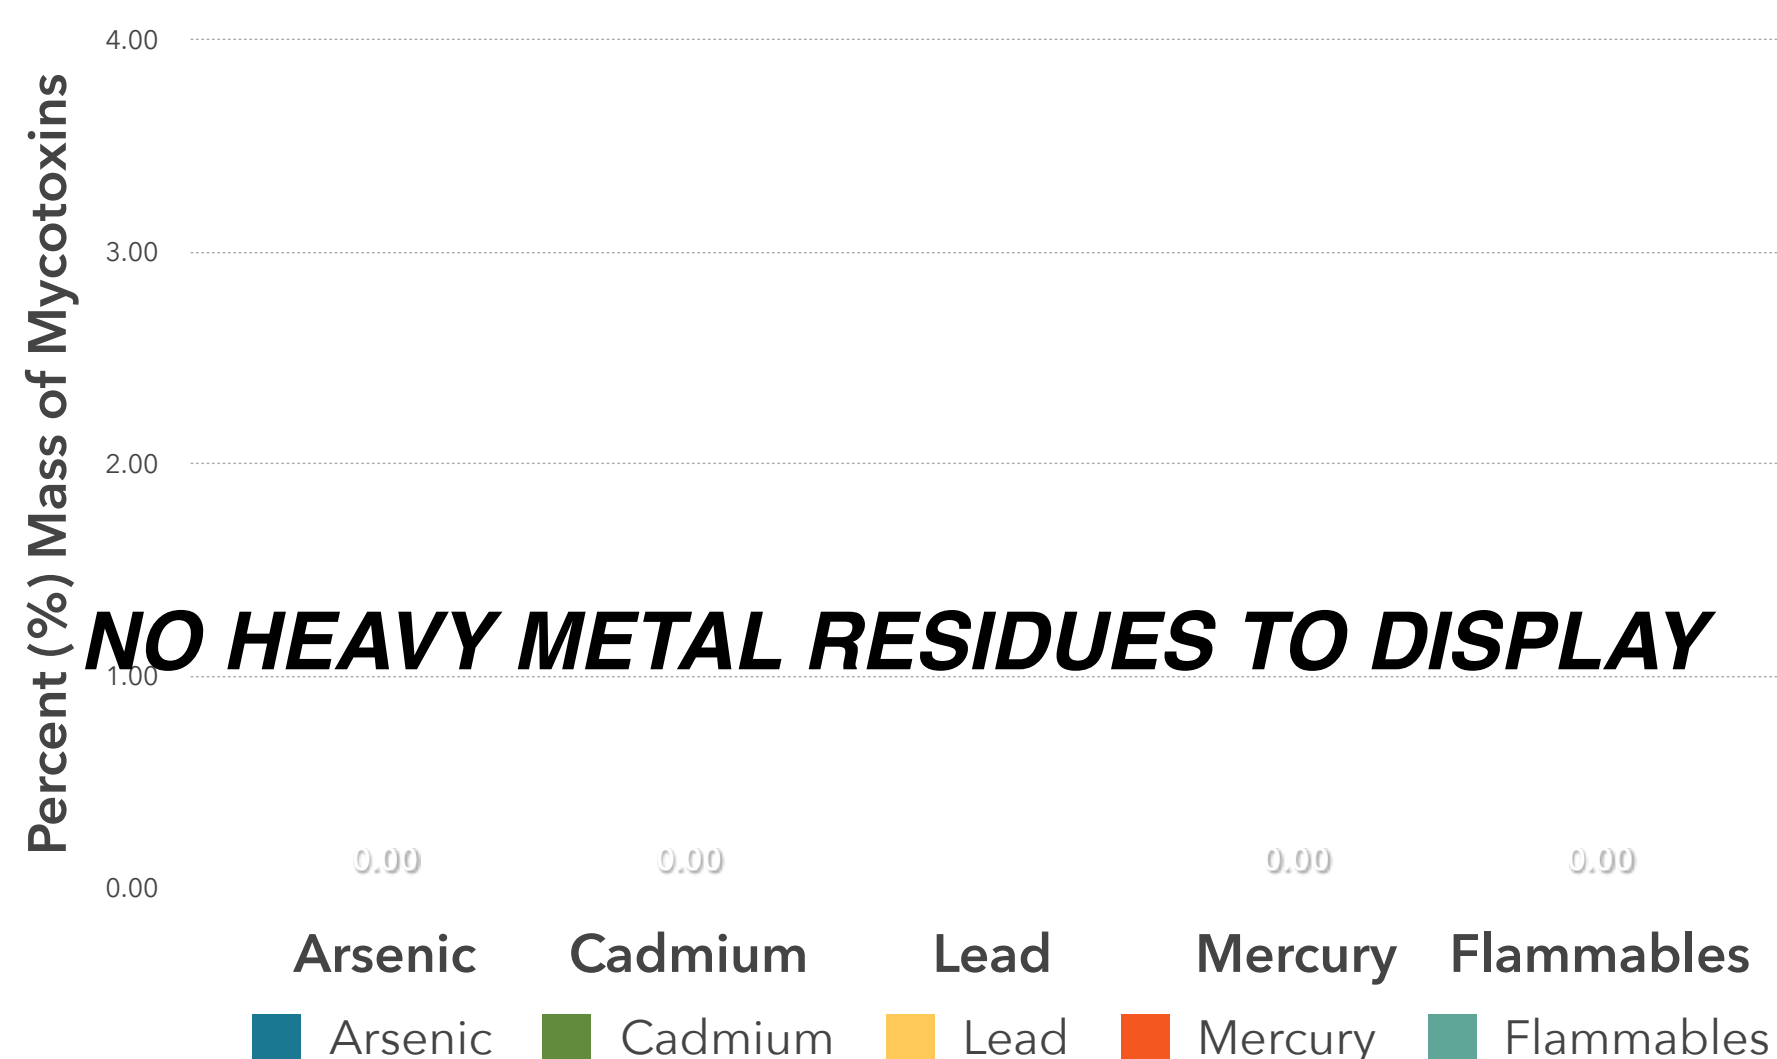 Percent (%) Mass of Mycotoxins
4.00
3.00
2.00
NO HEAVY METAL RESIDUES TO DISPLAY
1.00
0.00 0.00 0.00 0.00
0.00
Arsenic Cadmium Lead Mercury Flammables
Arsenic Cadmium Lead Mercury Flammables